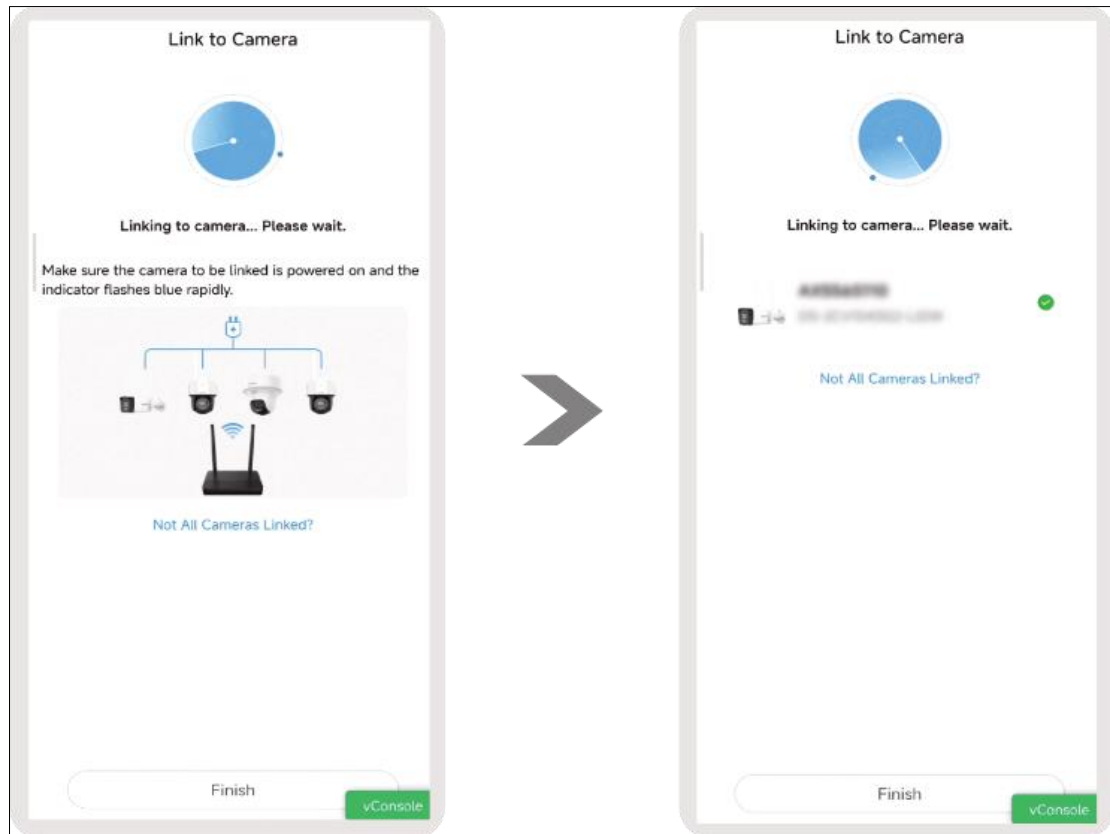 Link to Camera
Linking to camera... Please wait.
Make sure the camera to be linked is powered on and the
indicator flashes blue rapidly.
Not All Cameras Linked?
Finish
vConsole
Link to Camera
Linking to camera... Please wait.
Not All Cameras Linked?
Finish
vConsole